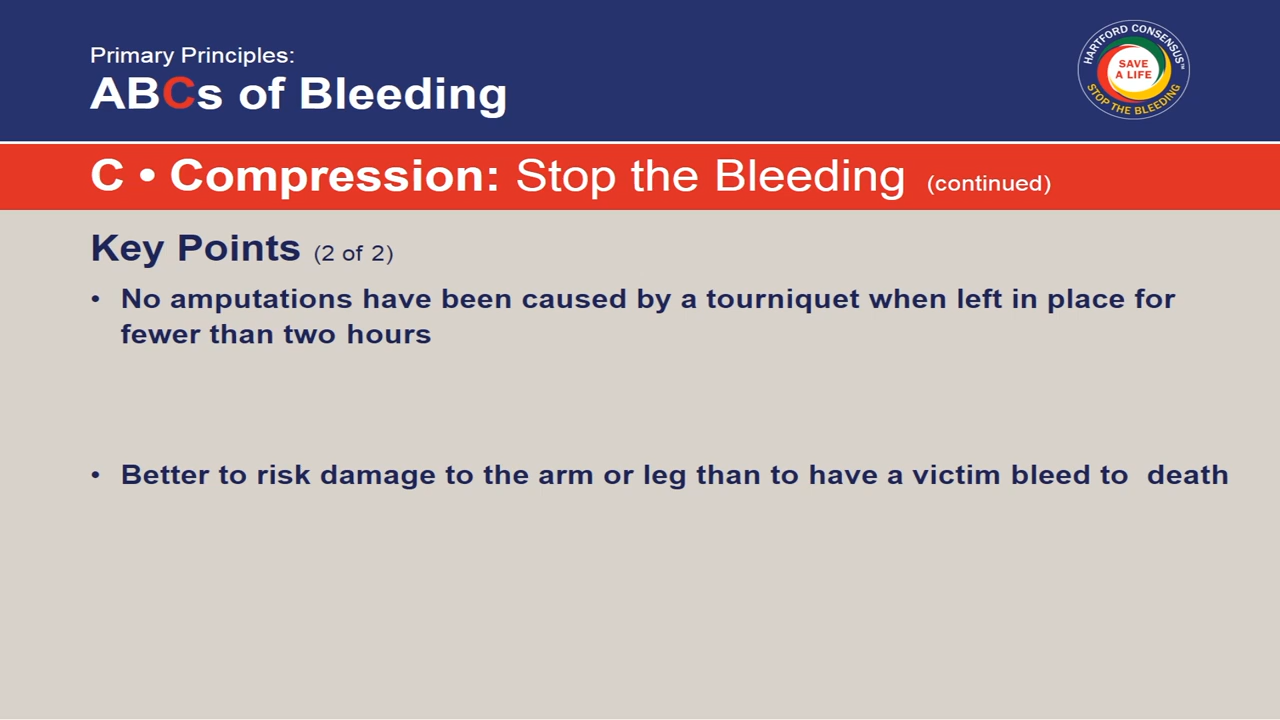 Primary Principles:
ABCs of Bleeding
HARTFORD CONSENSUS™
SAVE
A LIFE
STOP THE BLEEDING
C • Compression: Stop the Bleeding (continued)
Key Points (2 of 2)
• No amputations have been caused by a tourniquet when left in place for
fewer than two hours
• Better to risk damage to the arm or leg than to have a victim bleed to  death